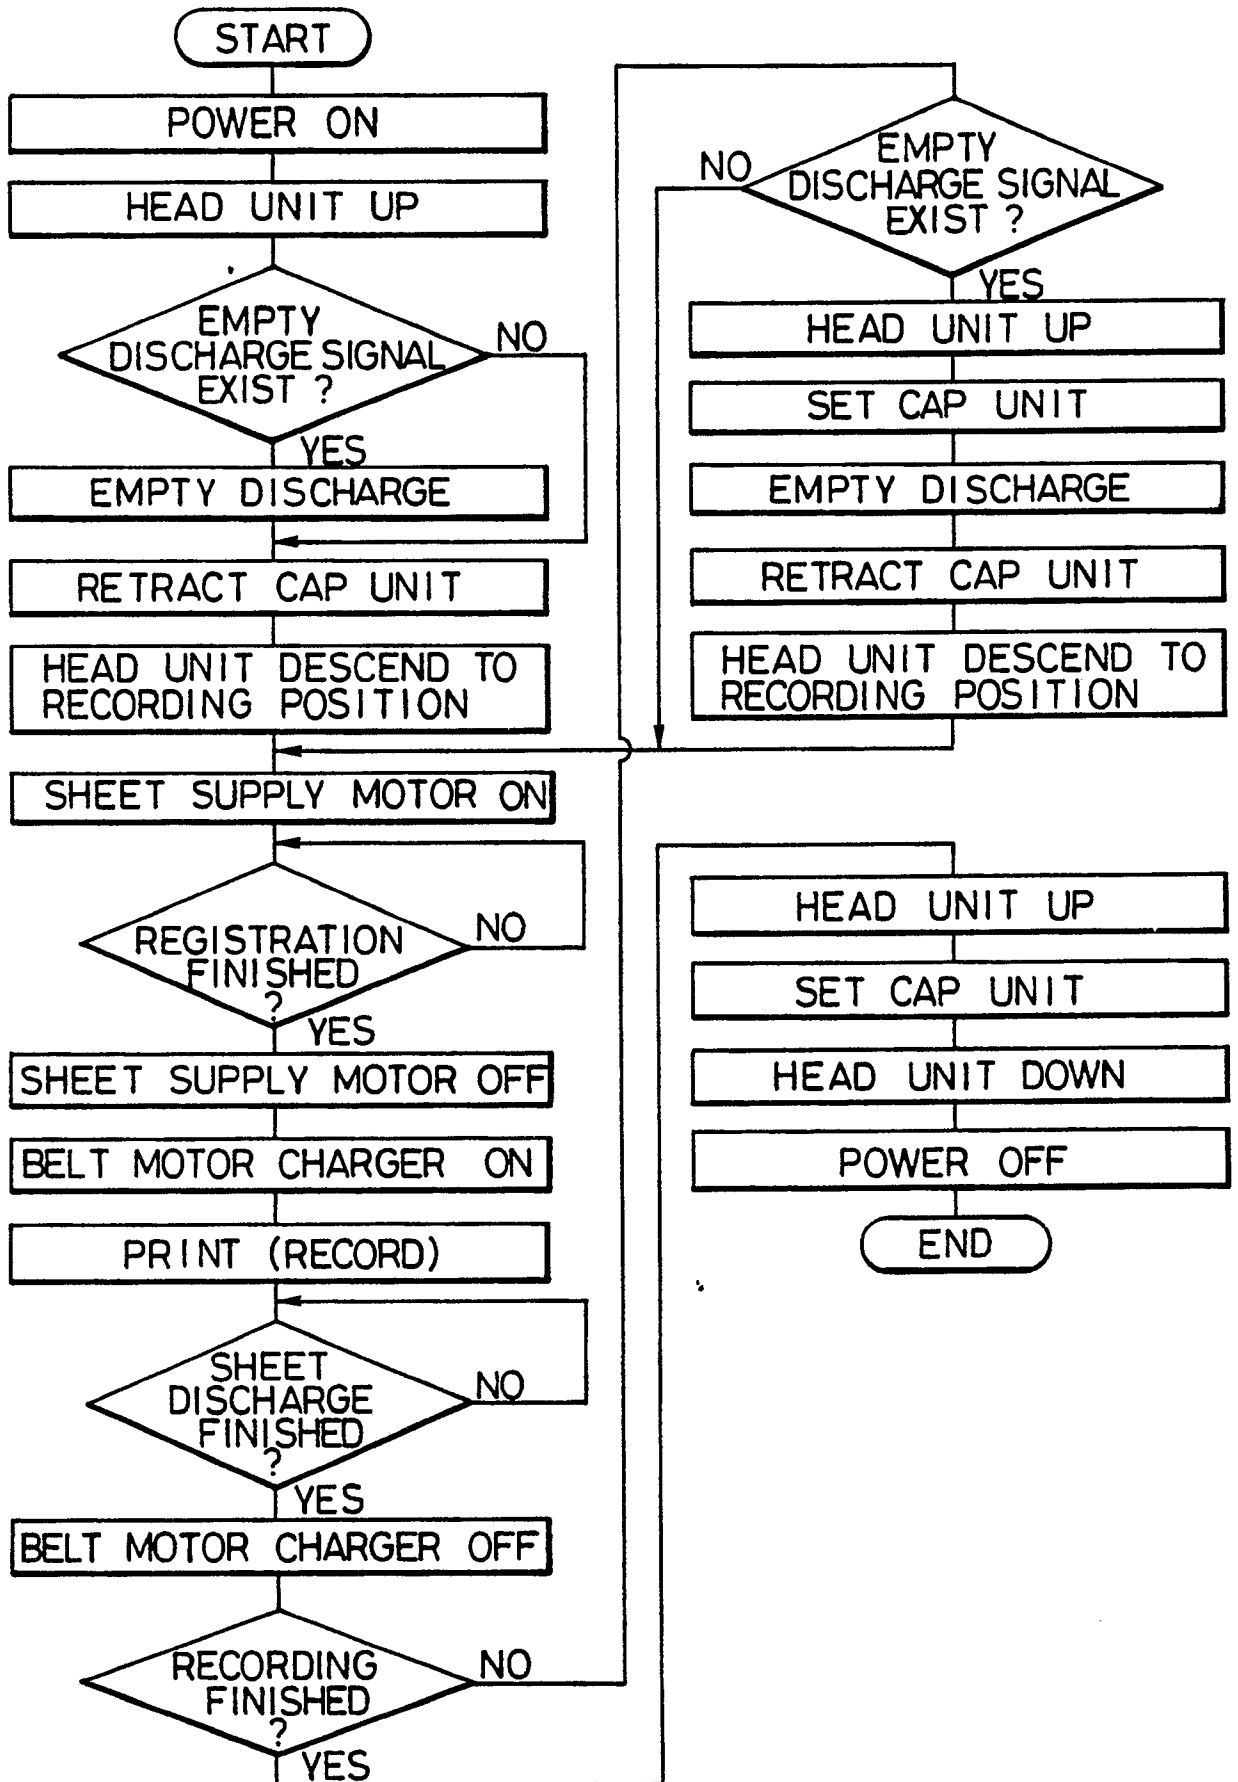 START
POWER ON
HEAD UNIT UP
EMPTY
DISCHARGE SIGNAL
EXIST ?
NO
YES
EMPTY DISCHARGE
RETRACT CAP UNIT
HEAD UNIT DESCEND TO
RECORDING POSITION
SHEET SUPPLY MOTOR ON
REGISTRATION
FINISHED
?
NO
YES
SHEET SUPPLY MOTOR OFF
BELT MOTOR CHARGER ON
PRINT (RECORD)
SHEET
DISCHARGE
FINISHED
?
NO
YES
BELT MOTOR CHARGER OFF
RECORDING
FINISHED
?
NO
YES
EMPTY
DISCHARGE SIGNAL
EXIST ?
NO
YES
HEAD UNIT UP
SET CAP UNIT
EMPTY DISCHARGE
RETRACT CAP UNIT
HEAD UNIT DESCEND TO
RECORDING POSITION
HEAD UNIT UP
SET CAP UNIT
HEAD UNIT DOWN
POWER OFF
END